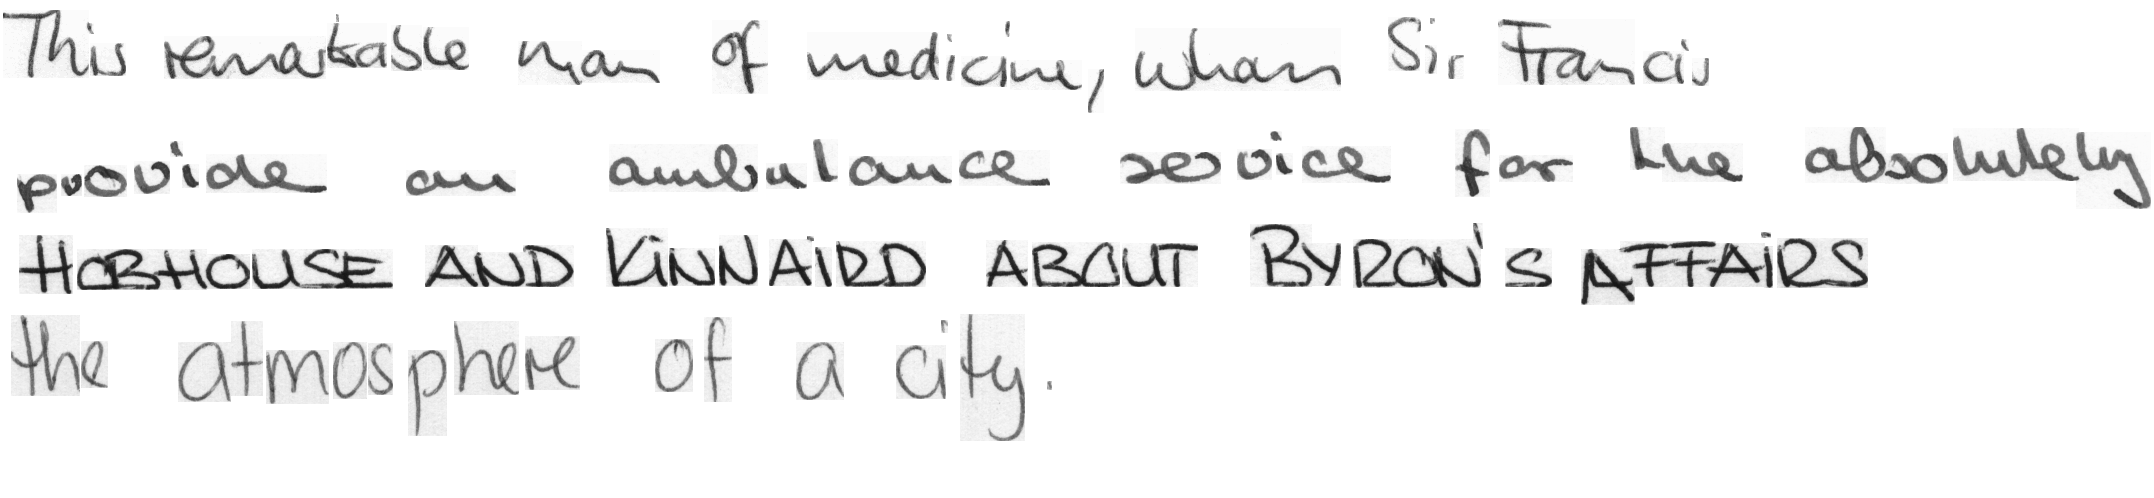 This remarkable man of medicine, whom Sir Francis
provide an ambulance service for the absolutely
HOBHOUSE AND KINNAIRD ABOUT BYRON'S AFFAIRS
the atmosphere of a city.